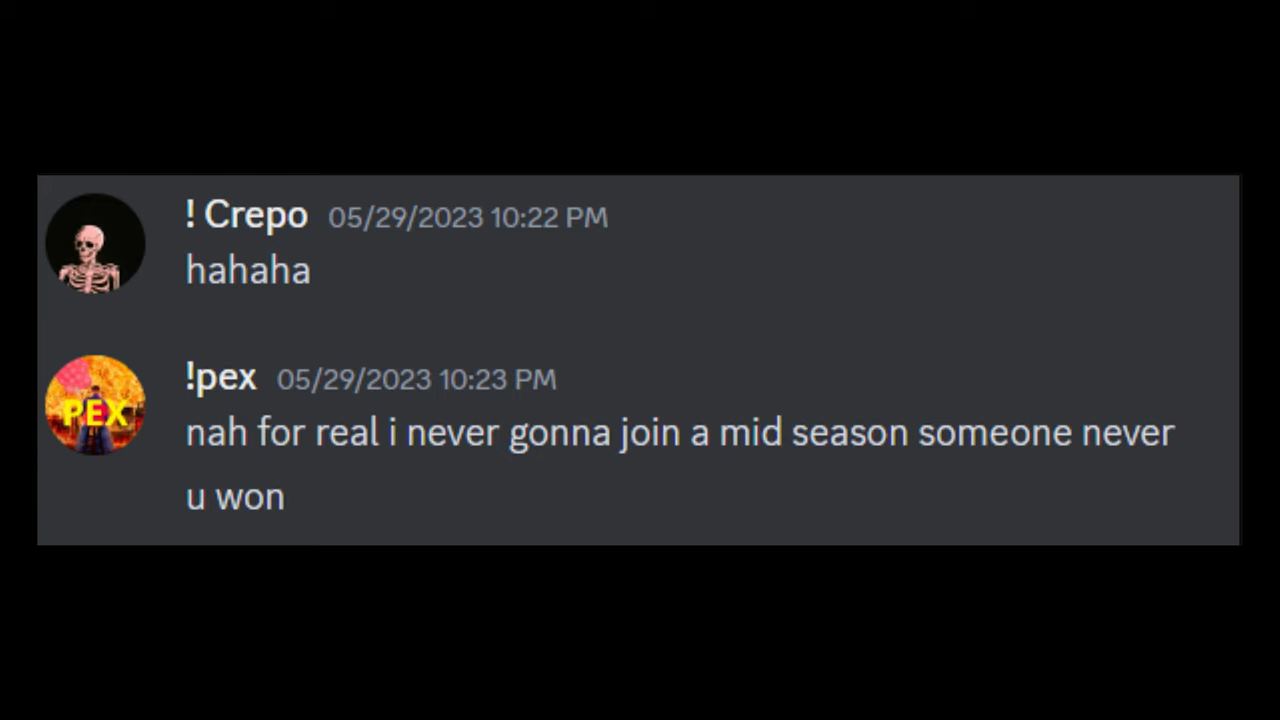 ! Crepo 05/29/2023 10:22 PM
hahaha
!pex 05/29/2023 10:23 PM
PEX
nah for real i never gonna join a mid season someone never
u won